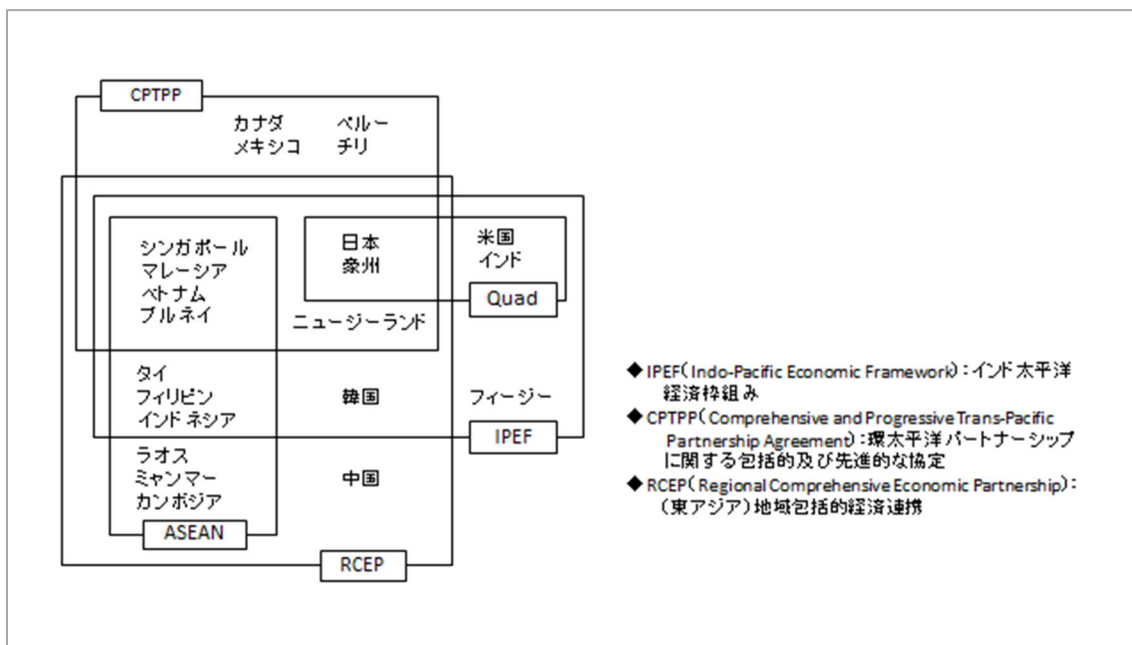 CPTPP
カナダ ペルー
メキシコ チリ
シンガポール
マレーシア
ベトナム
ブルネイ
日本
豪州
米国
インド
Quad
ニュージーランド
タイ
フィリピン
インドネシア
韓国
フィージー
IPEF
ラオス
ミャンマー
カンボジア
中国
ASEAN
RCEP
◆IPEF(Indo-Pacific Economic Framework):インド太平洋
経済枠組み
◆CPTPP(Comprehensive and Progressive Trans-Pacific
Partnership Agreement):環太平洋パートナーシップ
に関する包括的及び先進的な協定
◆RCEP(Regional Comprehensive Economic Partnership):
(東アジア)地域包括的経済連携